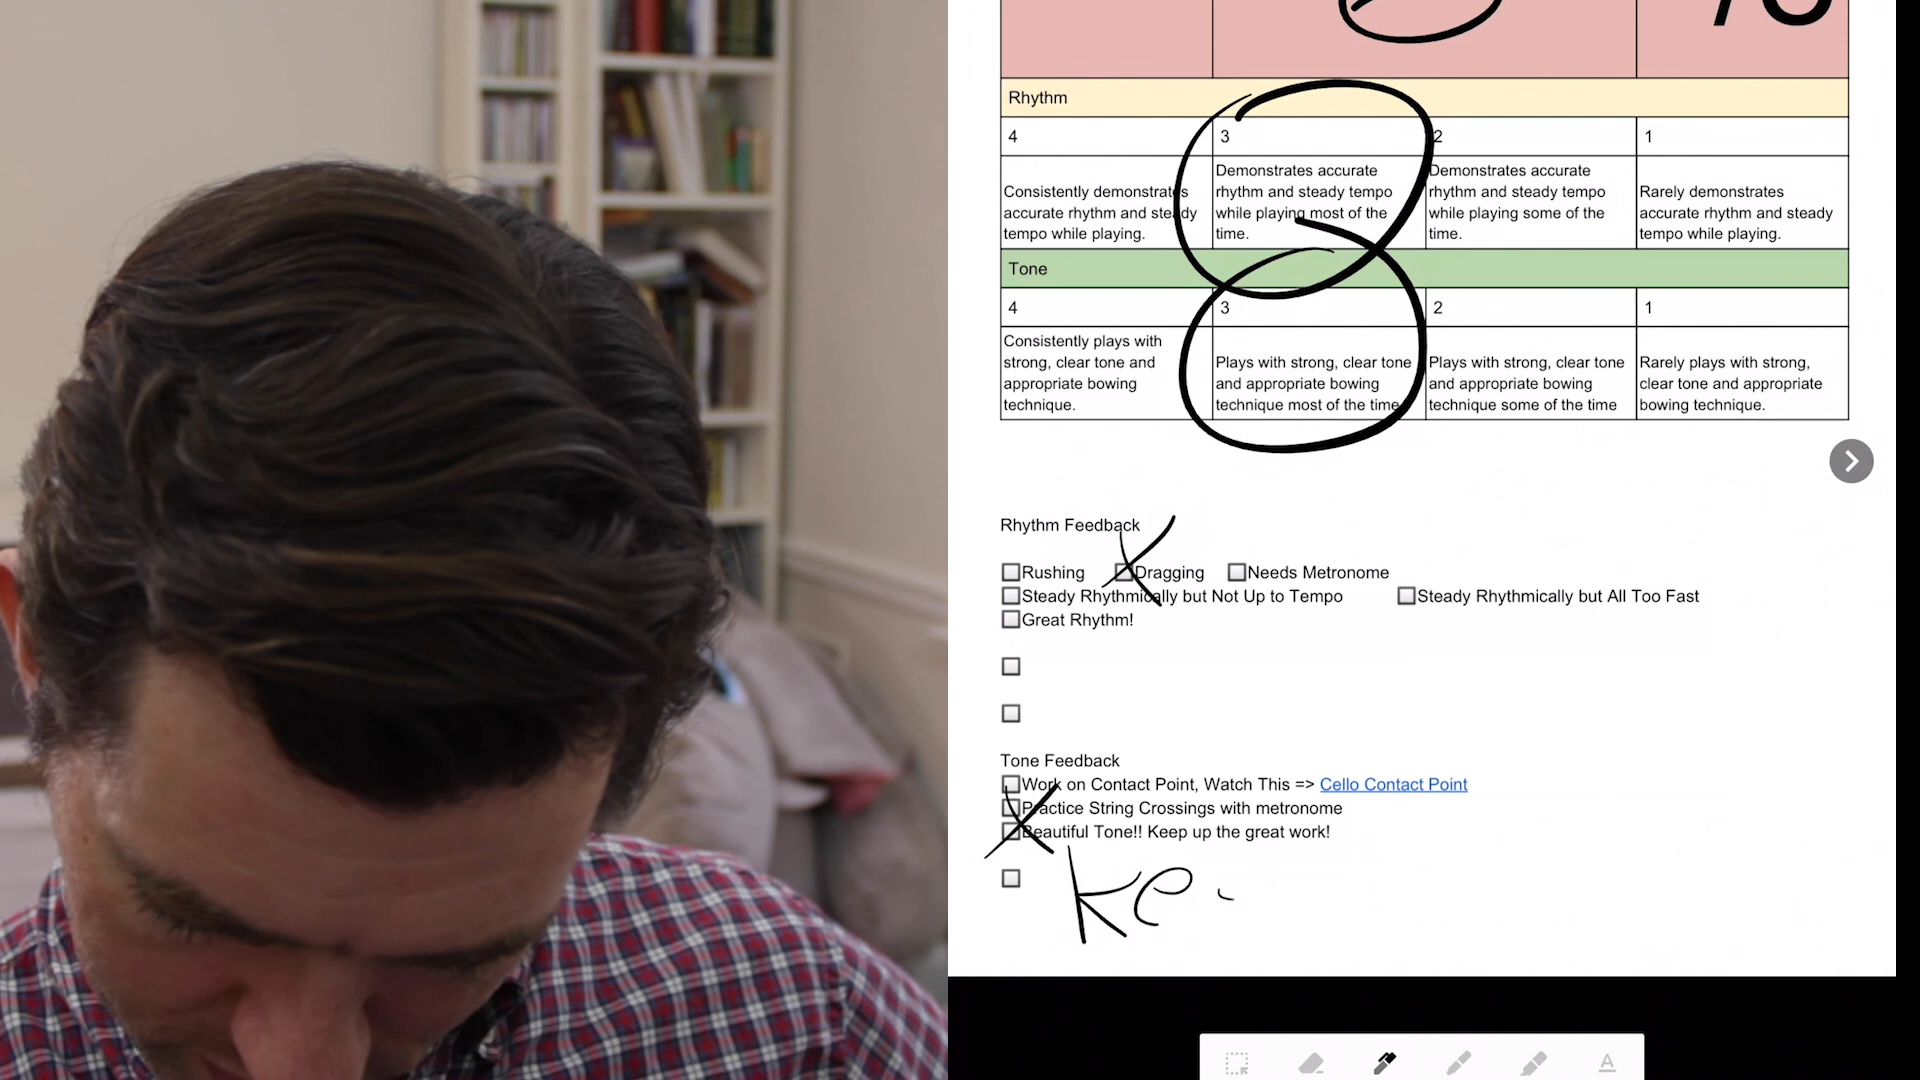 Rhythm
4
3
2
1
Consistently demonstrates
accurate rhythm and steady
tempo while playing.
Demonstrates accurate
rhythm and steady tempo
while playing most of the
time.
Demonstrates accurate
rhythm and steady tempo
while playing some of the
time.
Rarely demonstrates
accurate rhythm and steady
tempo while playing.
Tone
4
3
2
1
Consistently plays with
strong, clear tone and
appropriate bowing
technique.
Plays with strong, clear tone
and appropriate bowing
technique most of the time
Plays with strong, clear tone
and appropriate bowing
technique some of the time
Rarely plays with strong,
clear tone and appropriate
bowing technique.
Rhythm Feedback
Rushing Dragging Needs Metronome
Steady Rhythmically but Not Up to Tempo Steady Rhythmically but All Too Fast
Great Rhythm!
Tone Feedback
Work on Contact Point, Watch This => Cello Contact Point
Practice String Crossings with metronome
Beautiful Tone!! Keep up the great work!
Ke
A